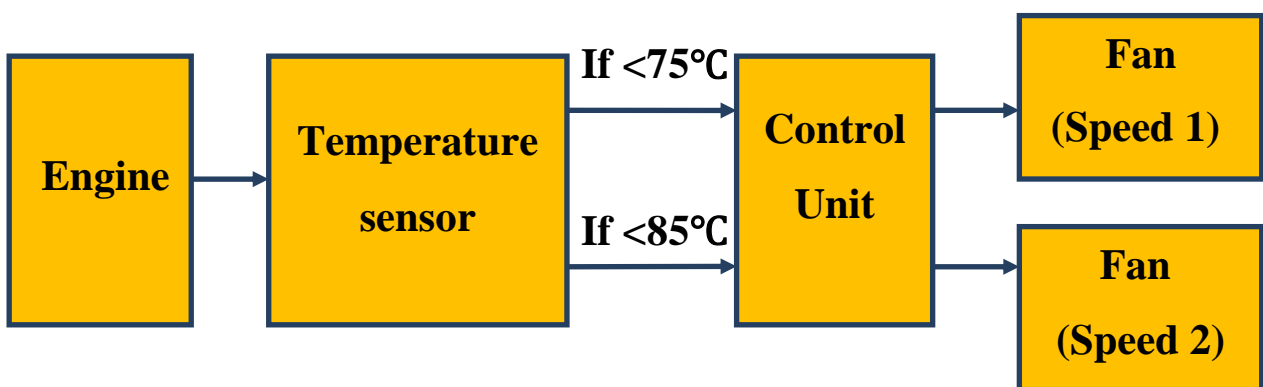 Engine
Temperature
sensor
If <75℃
If <85℃
Control
Unit
Fan
(Speed 1)
Fan
(Speed 2)